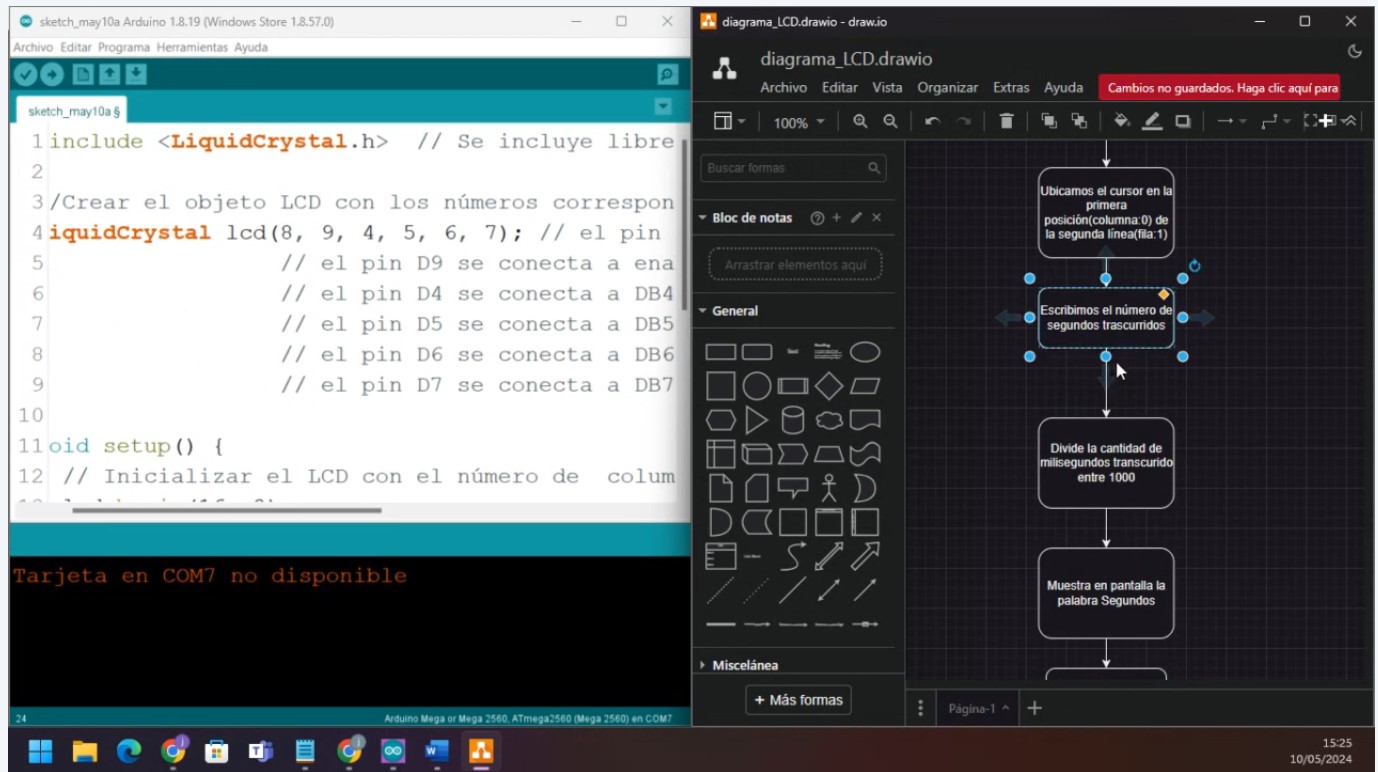 sketch_may10a Arduino 1.8.19 (Windows Store 1.8.57.0)
Archivo Editar Programa Herramientas Ayuda
sketch_may10a §
1 include <LiquidCrystal.h>  // Se incluye libre
2
3 /Crear el objeto LCD con los números correspon
4 iquidCrystal lcd(8, 9, 4, 5, 6, 7); // el pin
5 // el pin D9 se conecta a ena
6 // el pin D4 se conecta a DB4
7 // el pin D5 se conecta a DB5
8 // el pin D6 se conecta a DB6
9 // el pin D7 se conecta a DB7
10
11 oid setup() {
12 // Inicializar el LCD con el número de  colum
Tarjeta en COM7 no disponible
24
Arduino Mega or Mega 2560, ATmega2560 (Mega 2560) en COM7
diagrama_LCD.drawio - draw.io
diagrama_LCD.drawio
Archivo Editar Vista Organizar Extras Ayuda
Cambios no guardados. Haga clic aquí para
100%
Buscar formas
Bloc de notas
Arrastrar elementos aquí
General
Text
Heading
Misceláneа
+ Más formas
Ubicamos el cursor en la
primera
posición(columna:0) de
la segunda línea(fila:1)
Escribimos el número de
segundos trascurridos
Divide la cantidad de
milisegundos transcurido
entre 1000
Muestra en pantalla la
palabra Segundos
Página-1
15:25
10/05/2024